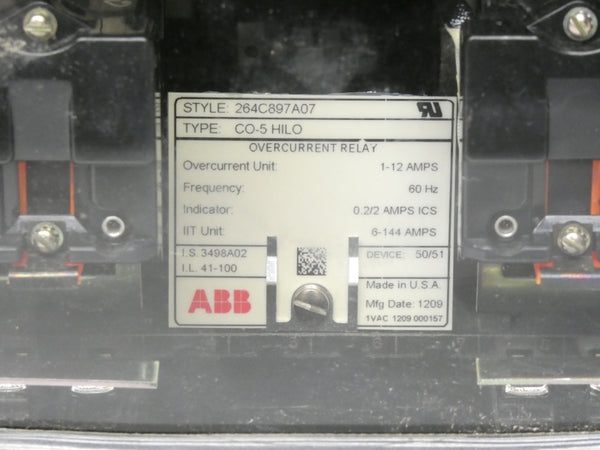 STYLE: 264C897A07
TYPE: CO-5 HILO
OVERCURRENT RELAY
Overcurrent Unit: 1-12 AMPS
Frequency: 60 Hz
Indicator: 0.2/2 AMPS ICS
IIT Unit: 6-144 AMPS
I.S. 3498A02
I.L. 41-100
DEVICE: 50/51
ABB
Made in U.S.A.
Mfg Date: 1209
1VAC 1209 000157